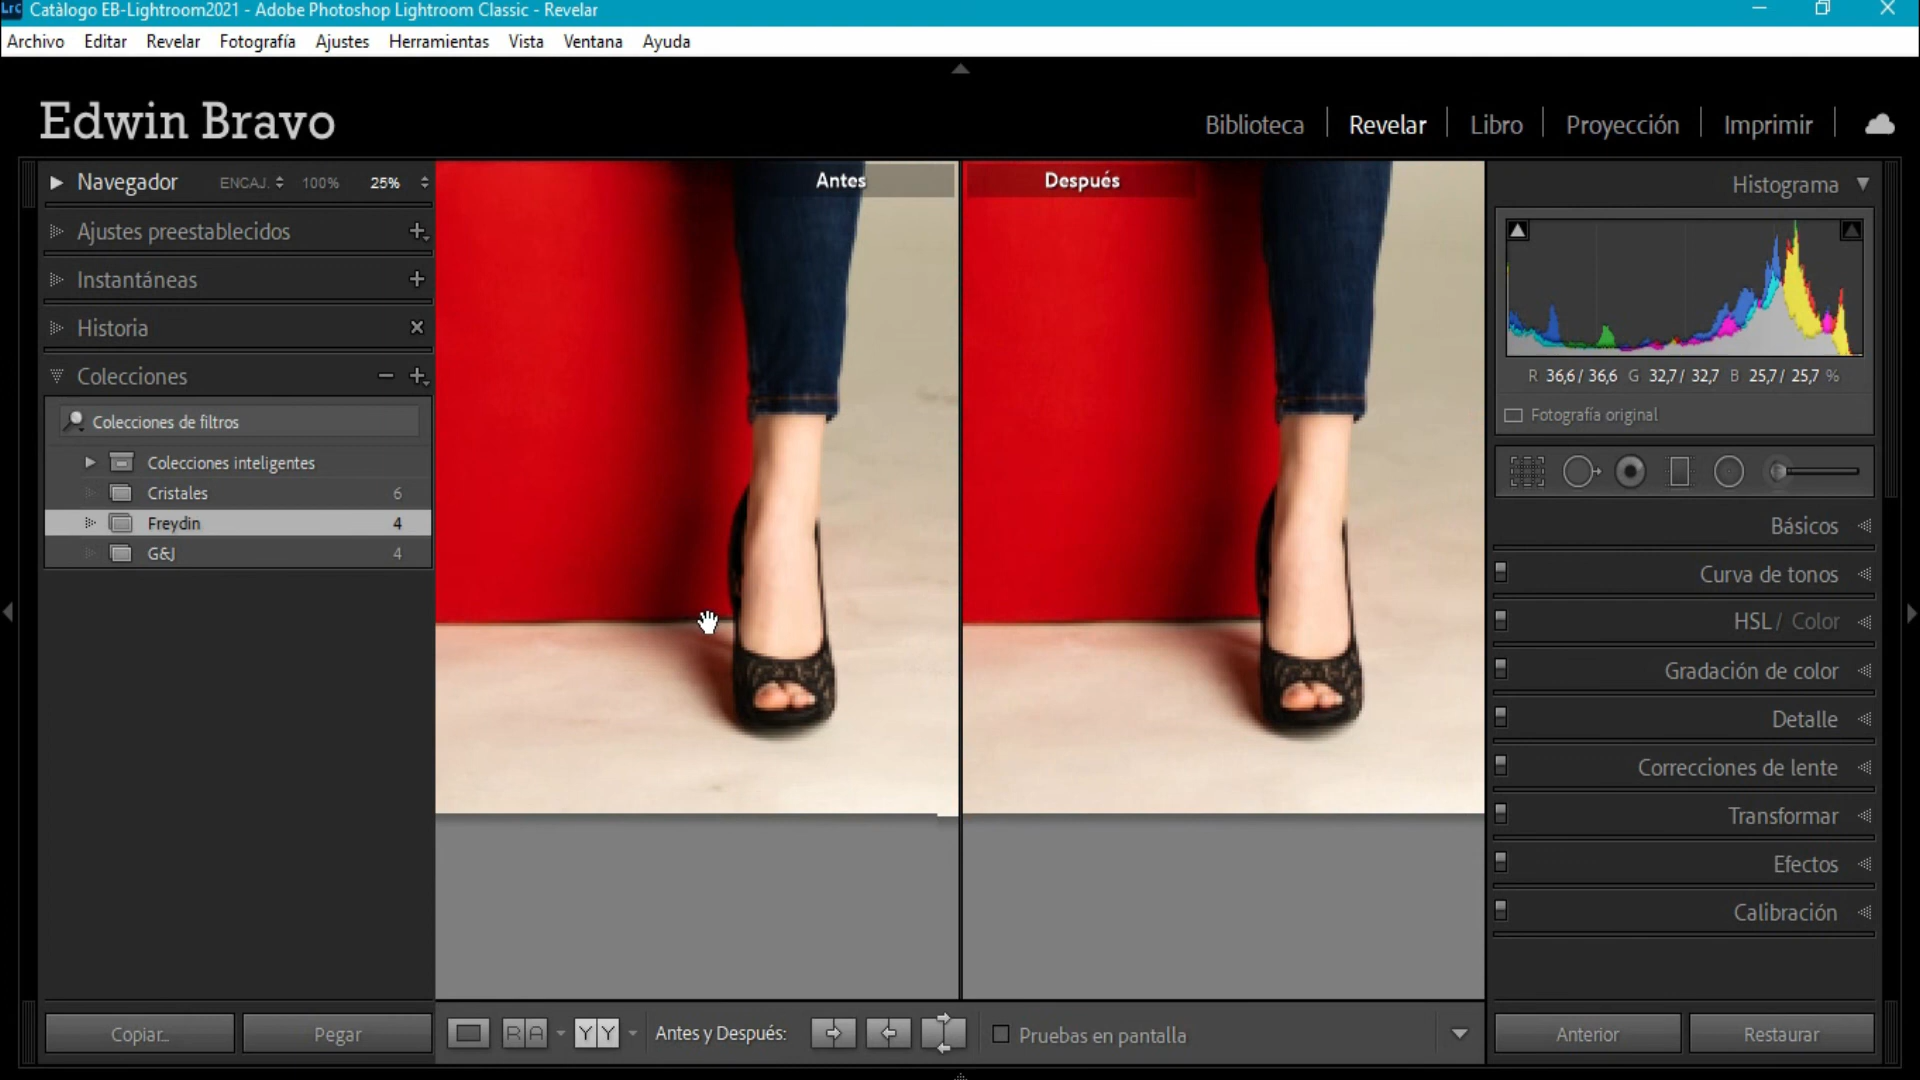 Lrc Catàlogo EB-Lightroom2021 - Adobe Photoshop Lightroom Classic - Revelar
Archivo Editar Revelar Fotografía Ajustes Herramientas Vista Ventana Ayuda
Edwin Bravo
Biblioteca | Revelar | Libro | Proyección | Imprimir |
Navegador ENCAJ. 100% 25%
Ajustes preestablecidos
Instantáneas
Historia
Colecciones
Colecciones de filtros
Colecciones inteligentes
Cristales 6
Freydin 4
G&J 4
Copiar...
Pegar
Antes
Después
R A
Y Y
Antes y Después:
Pruebas en pantalla
Histograma
R 36,6 / 36,6 G 32,7 / 32,7 B 25,7 / 25,7 %
Fotografía original
Básicos
Curva de tonos
HSL / Color
Gradación de color
Detalle
Correcciones de lente
Transformar
Efectos
Calibración
Anterior
Restaurar